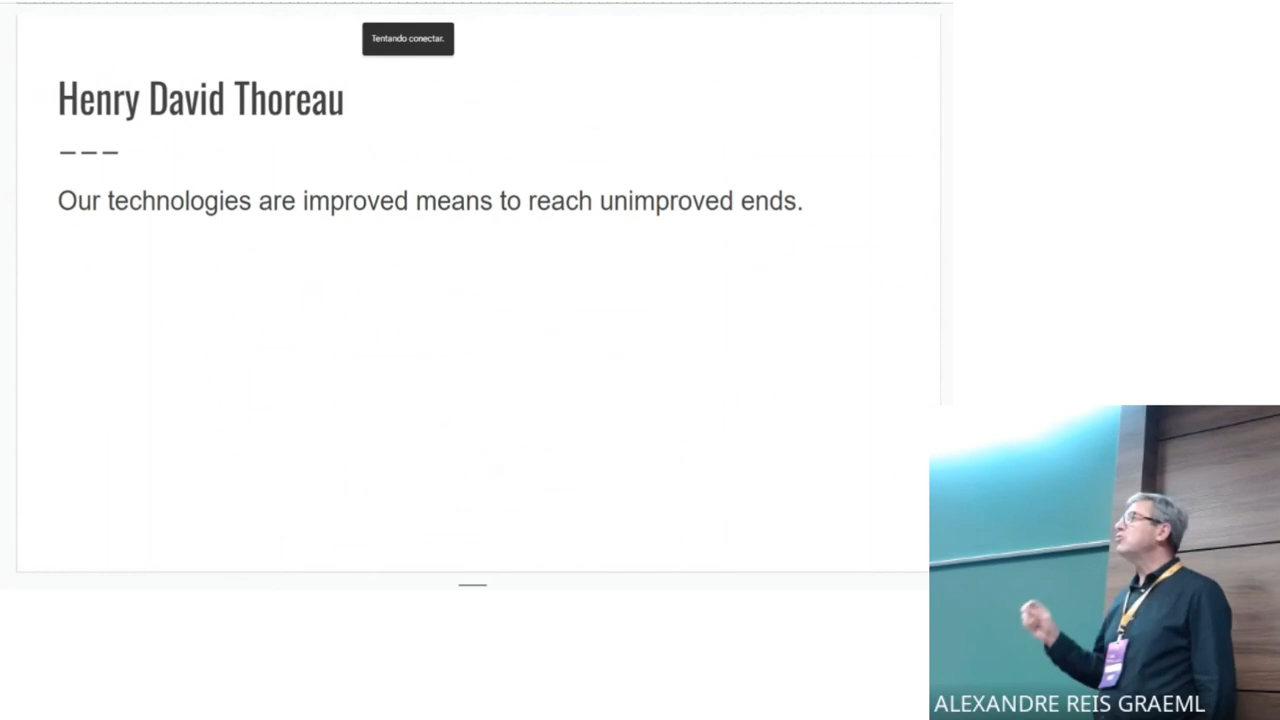 Tentando conectar.
Henry David Thoreau
Our technologies are improved means to reach unimproved ends.
ALEXANDRE REIS GRAEML